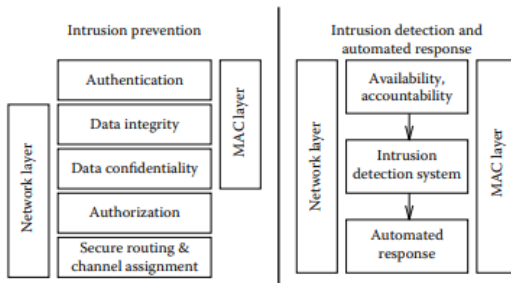 Intrusion prevention
Authentication
Data integrity
Data confidentiality
Authorization
Secure routing &
channel assignment
Network layer
MAC layer
Intrusion detection and
automated response
Availability,
accountability
Intrusion
detection system
Automated
response
Network layer
MAC layer